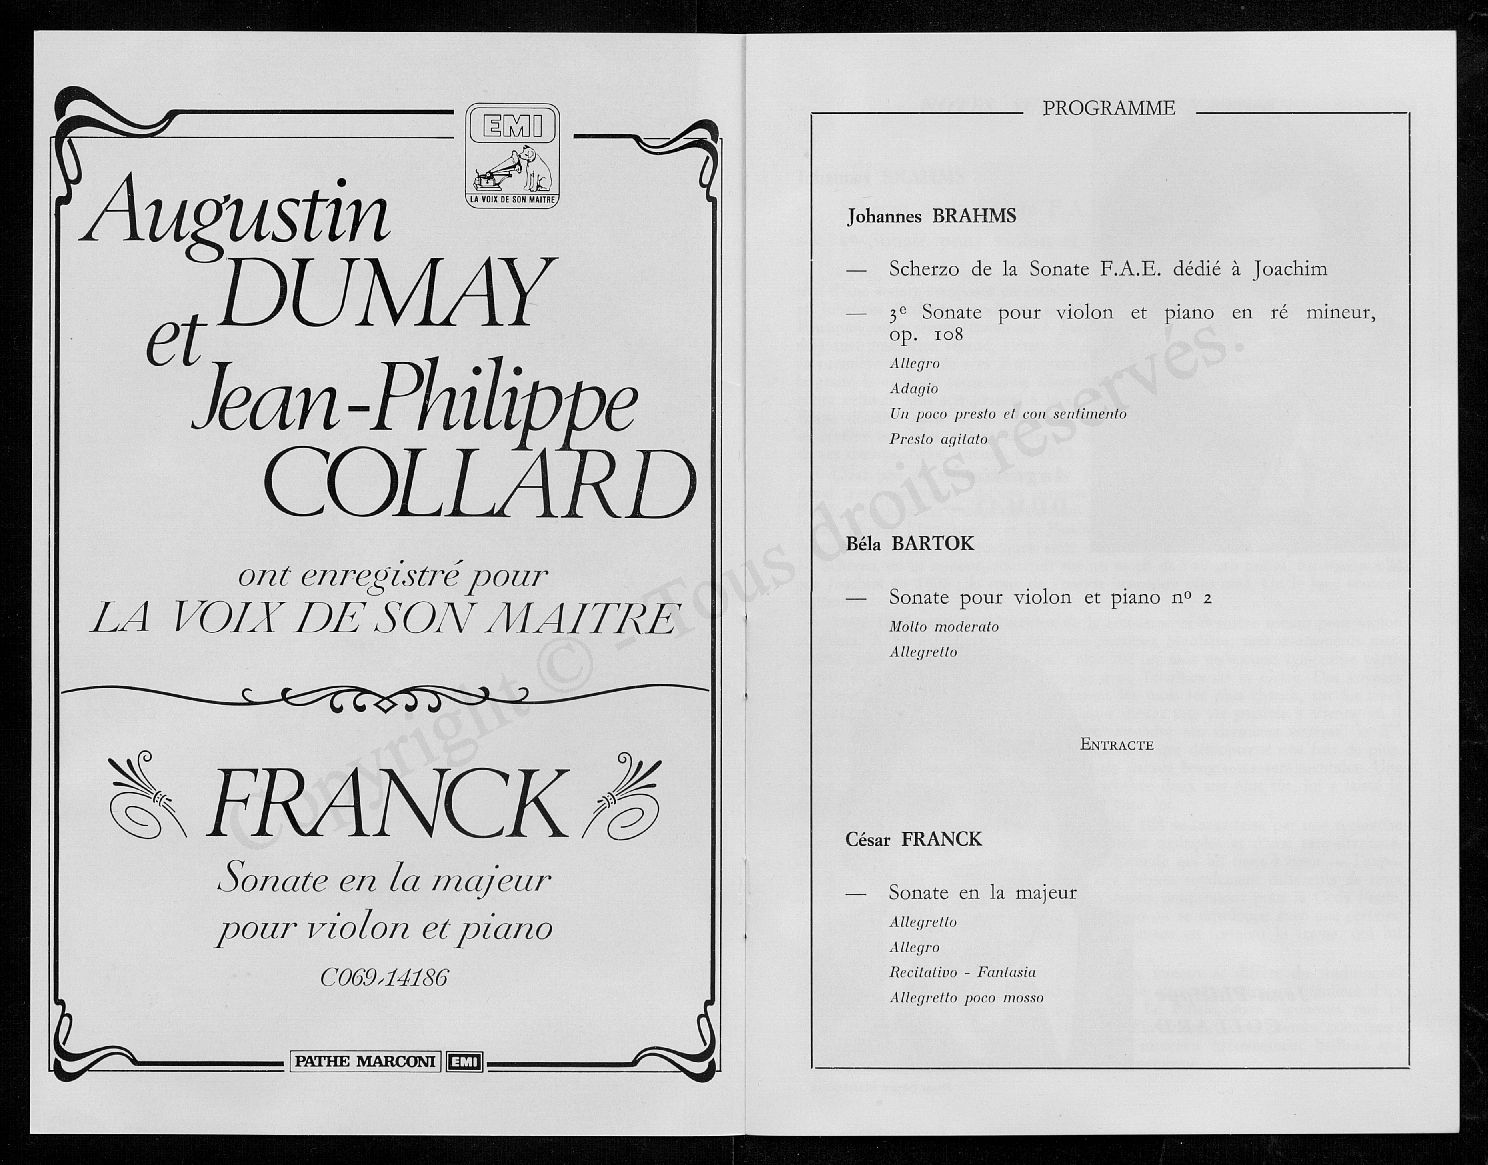 EMI
LA VOIX DE SON MAITRE
Augustin
DUMAY
et
Jean-Philippe
COLLARD
ont enregistré pour
LA VOIX DE SON MAITRE
FRANCK
Sonate en la majeur
pour violon et piano
C069-14186
PATHE MARCONI EMI
PROGRAMME
Johannes BRAHMS
— Scherzo de la Sonate F.A.E. dédié à Joachim
— 3e Sonate pour violon et piano en ré mineur,
op. 108
Allegro
Adagio
Un poco presto et con sentimento
Presto agitato
Béla BARTOK
— Sonate pour violon et piano nº 2
Molto moderato
Allegretto
ENTRACTE
César FRANCK
— Sonate en la majeur
Allegretto
Allegro
Recitativo - Fantasia
Allegretto poco mosso
Copyright © - Tous droits réservés.